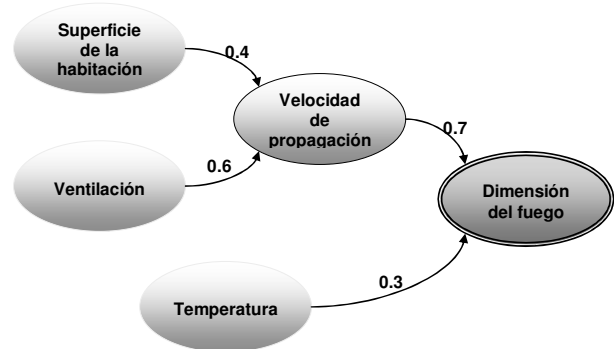 Superficie
de la
habitación
0.4
Velocidad
de
propagación
0.7
0.6
Ventilación
Dimensión
del fuego
0.3
Temperatura